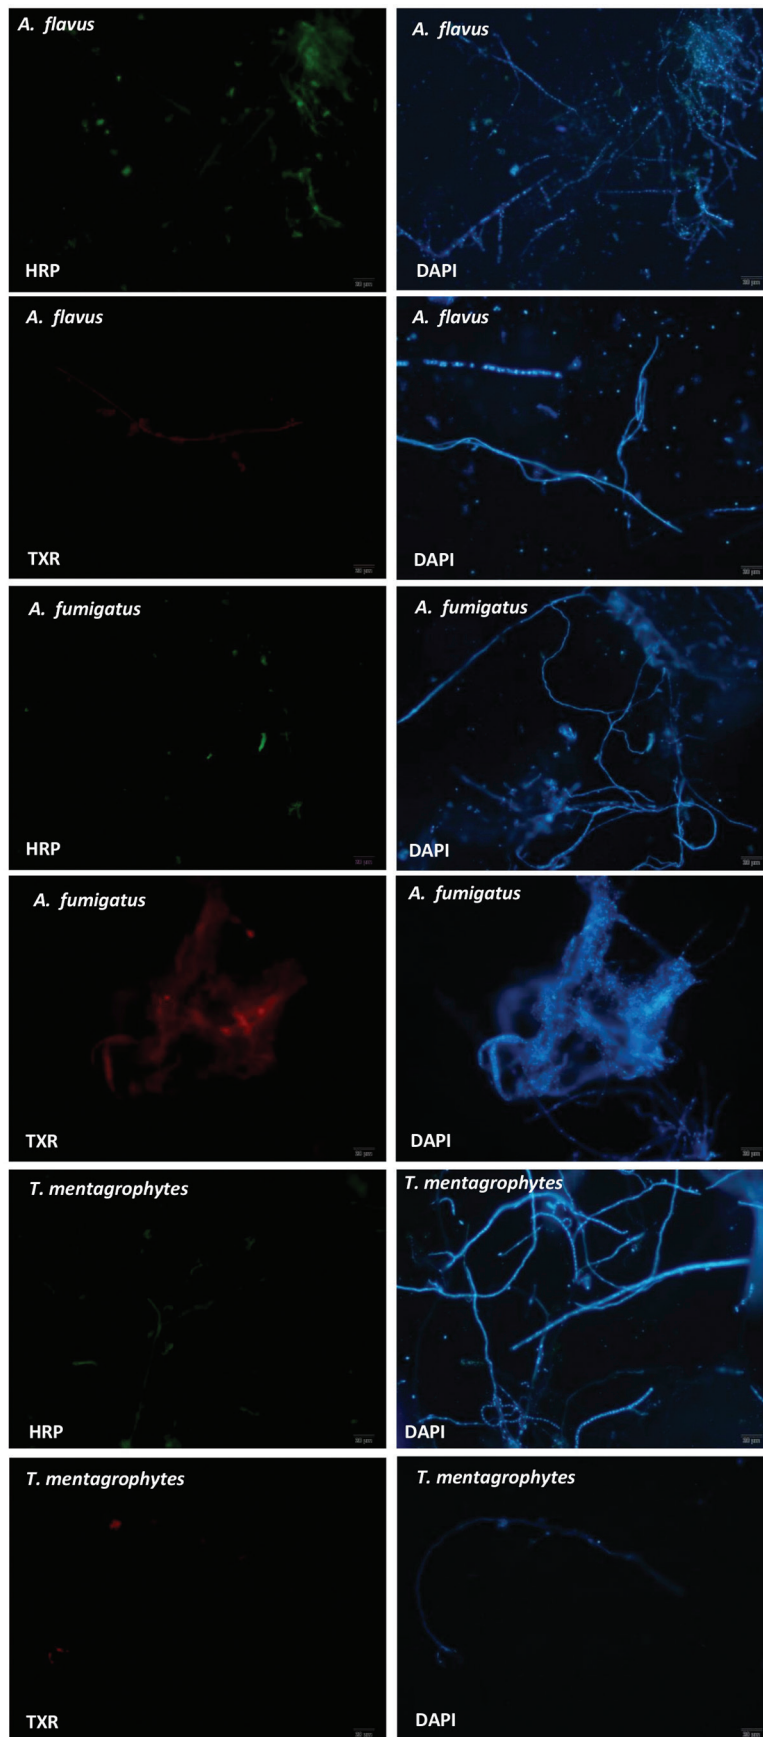 A. flavus
A. flavus
HRP
DAPI
A. flavus
A. flavus
TXR
DAPI
A. fumigatus
A. fumigatus
HRP
DAPI
A. fumigatus
A. fumigatus
TXR
DAPI
T. mentagrophytes
T. mentagrophytes
HRP
DAPI
T. mentagrophytes
T. mentagrophytes
TXR
DAPI